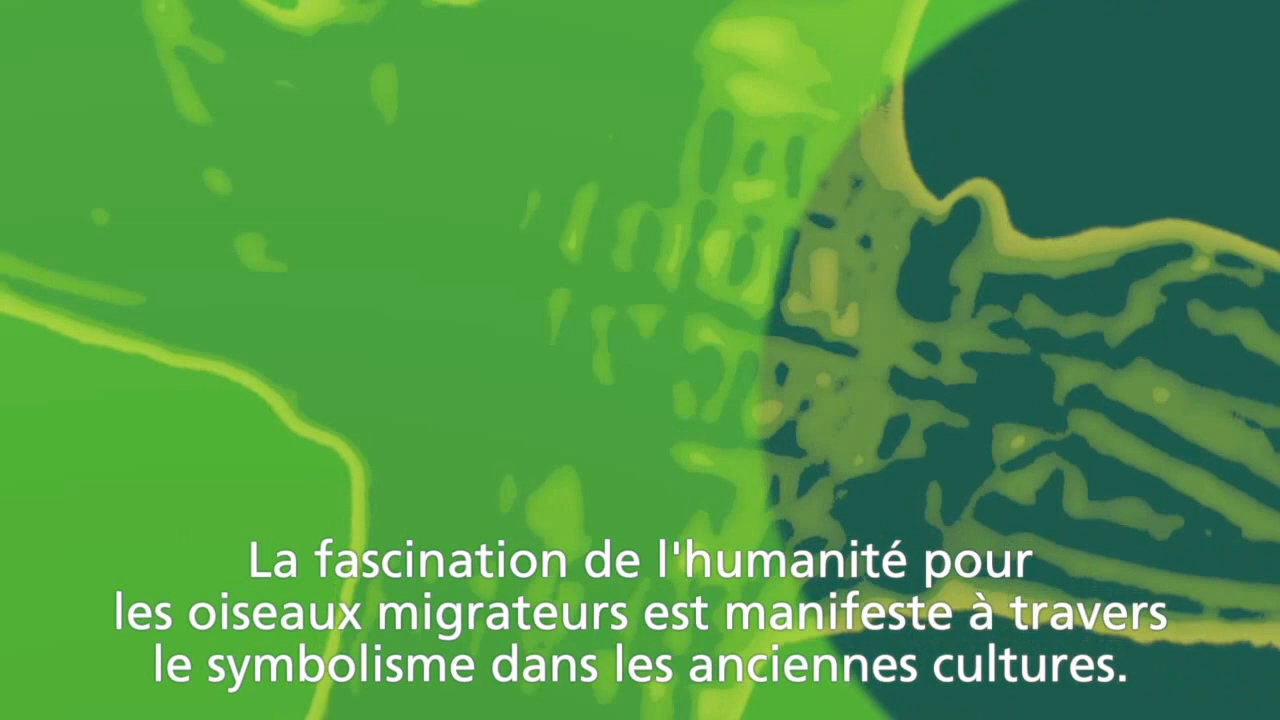 La fascination de l'humanité pour
les oiseaux migrateurs est manifeste à travers
le symbolisme dans les anciennes cultures.